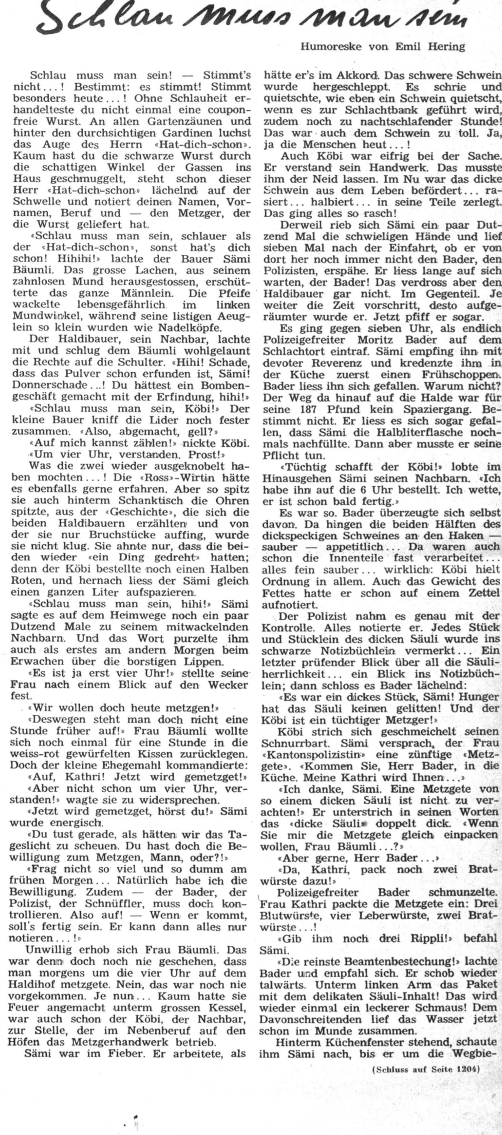 Schlau muss man sein
Humoreske von Emil Hering
Schlau muss man sein! — Stimmt's
nicht...! Bestimmt: es stimmt! Stimmt
besonders heute...! Ohne Schlauheit er-
handeltest du nicht einmal eine coupon-
freie Wurst. An allen Gartenzäunen und
hinter den durchsichtigen Gardinen luchst
das Auge des Herrn «Hat-dich-schon».
Kaum hast du die schwarze Wurst durch
die schattigen Winkel der Gassen ins
Haus geschmuggelt, steht schon dieser
Herr «Hat-dich-schon» lächelnd auf der
Schwelle und notiert deinen Namen, Vor-
namen, Beruf und — den Metzger, der
die Wurst geliefert hat.
«Schlau muss man sein, schlauer als
der «Hat-dich-schon», sonst hat's dich
schon! Hihihi!» lachte der Bauer Sämi
Bäumli. Das grosse Lachen, aus seinem
zahnlosen Mund herausgestossen, erschüt-
terte das ganze Männlein. Die Pfeife
wackelte lebensgefährlich im linken
Mundwinkel, während seine listigen Aeug-
lein so klein wurden wie Nadelköpfe.
Der Haldibauer, sein Nachbar, lachte
mit und schlug dem Bäumli wohlgelaunt
die Rechte auf die Schulter. «Hihi! Schade,
dass das Pulver schon erfunden ist, Sämi!
Donnerschade...! Du hättest ein Bomben-
geschäft gemacht mit der Erfindung, hihi!»
«Schlau muss man sein, Köbi!» Der
kleine Bauer kniff die Lider noch fester
zusammen. «Also, abgemacht, gell?»
«Auf mich kannst zählen!» nickte Köbi.
«Um vier Uhr, verstanden. Prost!»
Was die zwei wieder ausgeknobelt ha-
ben mochten...! Die «Ross»-Wirtin hätte
es ebenfalls gerne erfahren. Aber so spitz
sie auch hinterm Schanktisch die Ohren
spitzte, aus der «Geschichte», die sich die
beiden Haldibauern erzählten und von
der sie nur Bruchstücke auffing, wurde
sie nicht klug. Sie ahnte nur, dass die bei-
den wieder «ein Ding gedreht» hatten;
denn der Köbi bestellte noch einen Halben
Roten, und hernach liess der Sämi gleich
einen ganzen Liter aufspazieren.
«Schlau muss man sein, hihi!» Sämi
sagte es auf dem Heimwege noch ein paar
Dutzend Male zu seinem mitwackelnden
Nachbarn. Und das Wort purzelte ihm
auch als erstes am andern Morgen beim
Erwachen über die borstigen Lippen.
«Es ist ja erst vier Uhr!» stellte seine
Frau nach einem Blick auf den Wecker
fest.
«Wir wollen doch heute metzgen!»
«Deswegen steht man doch nicht eine
Stunde früher auf!» Frau Bäumli wollte
sich noch einmal für eine Stunde in die
weiss-rot gewürfelten Kissen zurücklegen.
Doch der kleine Ehegemahl kommandierte:
«Auf, Kathri! Jetzt wird gemetzget!»
«Aber nicht schon um vier Uhr, ver-
standen!» wagte sie zu widersprechen.
«Jetzt wird gemetzget, hörst du!» Sämi
wurde energisch.
«Du tust gerade, als hätten wir das Ta-
geslicht zu scheuen. Du hast doch die Be-
willigung zum Metzgen, Mann, oder?!»
«Frag nicht so viel und so dumm am
frühen Morgen... Natürlich habe ich die
Bewilligung. Zudem — der Bader, der
Polizist, der Schnüffler, muss doch kon-
trollieren. Also auf! — Wenn er kommt,
soll's fertig sein. Er kann dann alles nur
notieren...!»
Unwillig erhob sich Frau Bäumli. Das
war denn doch noch nie geschehen, dass
man morgens um die vier Uhr auf dem
Haldihof metzgete. Nein, das war noch nie
vorgekommen. Je nun... Kaum hatte sie
Feuer angemacht unterm grossen Kessel,
war auch schon der Köbi, der Nachbar,
zur Stelle, der im Nebenberuf auf den
Höfen das Metzgerhandwerk betrieb.
Sämi war im Fieber. Er arbeitete, als
hätte er's im Akkord. Das schwere Schwein
wurde hergeschleppt. Es schrie und
quietschte, wie eben ein Schwein quietscht,
wenn es zur Schlachtbank geführt wird,
zudem noch zu nachtschlafender Stunde!
Das war auch dem Schwein zu toll. Ja,
ja die Menschen heut...!
Auch Köbi war eifrig bei der Sache.
Er verstand sein Handwerk. Das musste
ihm der Neid lassen. Im Nu war das dicke
Schwein aus dem Leben befördert... ra-
siert... halbiert... in seine Teile zerlegt.
Das ging alles so rasch!
Derweil rieb sich Sämi ein paar Dut-
zend Mal die schwieligen Hände und lief
sieben Mal nach der Einfahrt, ob er von
dort her noch immer nicht den Bader, den
Polizisten, erspähe. Er liess lange auf sich
warten, der Bader! Das verdross aber den
Haldibauer gar nicht. Im Gegenteil. Je
weiter die Zeit vorschritt, desto aufge-
räumter wurde er. Jetzt pfiff er sogar.
Es ging gegen sieben Uhr, als endlich
Polizeigefreiter Moritz Bader auf dem
Schlachtort eintraf. Sämi empfing ihn mit
devoter Reverenz und kredenzte ihm in
der Küche zuerst einen Frühschoppen.
Bader liess ihn sich gefallen. Warum nicht?
Der Weg da hinauf auf die Halde war für
seine 187 Pfund kein Spaziergang. Be-
stimmt nicht. Er liess es sich sogar gefal-
len, dass Sämi die Halbliterflasche noch-
mals nachfüllte. Dann aber musste er seine
Pflicht tun.
«Tüchtig schafft der Köbi!» lobte im
Hinausgehen Sämi seinen Nachbarn. «Ich
habe ihn auf die 6 Uhr bestellt. Ich wette,
er ist schon bald fertig.»
Es war so. Bader überzeugte sich selbst
davon. Da hingen die beiden Hälften des
dickspeckigen Schweines an den Haken —
sauber — appetitlich... Da waren auch
schon die Innenteile fast verarbeitet...
alles fein sauber... wirklich: Köbi hielt
Ordnung in allem. Auch das Gewicht des
Fettes hatte er schon auf einem Zettel
aufnotiert.
Der Polizist nahm es genau mit der
Kontrolle. Alles notierte er. Jedes Stück
und Stücklein des dicken Säuli wurde ins
schwarze Notizbüchlein vermerkt... Ein
letzter prüfender Blick über all die Säuli-
herrlichkeit... ein Blick ins Notizbüch-
lein; dann schloss es Bader lächelnd:
«Es war ein dickes Stück, Sämi! Hunger
hat das Säuli keinen gelitten! Und der
Köbi ist ein tüchtiger Metzger!»
Köbi strich sich geschmeichelt seinen
Schnurrbart. Sämi versprach, der Frau
«Kantonspolizistin» eine zünftige «Metz-
gete». «Kommen Sie, Herr Bader, in die
Küche. Meine Kathri wird Ihnen...»
«Ich danke, Sämi. Eine Metzgete von
so einem dicken Säuli ist nicht zu ver-
achten!» Er unterstrich in seinen Worten
das «dicke Säuli» doppelt dick. «Wenn
Sie mir die Metzgete gleich einpacken
wollen, Frau Bäumli...?»
«Aber gerne, Herr Bader...»
«Da, Kathri, pack noch zwei Brat-
würste dazu!»
Polizeigefreiter Bader schmunzelte.
Frau Kathri packte die Metzgete ein: Drei
Blutwürste, vier Leberwürste, zwei Brat-
würste...!
«Gib ihm noch drei Rippli!» befahl
Sämi.
«Die reinste Beamtenbestechung!» lachte
Bader und empfahl sich. Er schob wieder
talwärts. Unterm linken Arm das Paket
mit dem delikaten Säuli-Inhalt! Das wird
wieder einmal ein leckerer Schmaus! Dem
Davonschreitenden lief das Wasser jetzt
schon im Munde zusammen.
Hinterm Küchenfenster stehend, schaute
ihm Sämi nach, bis er um die Wegbie-
(Schluss auf Seite 1204)